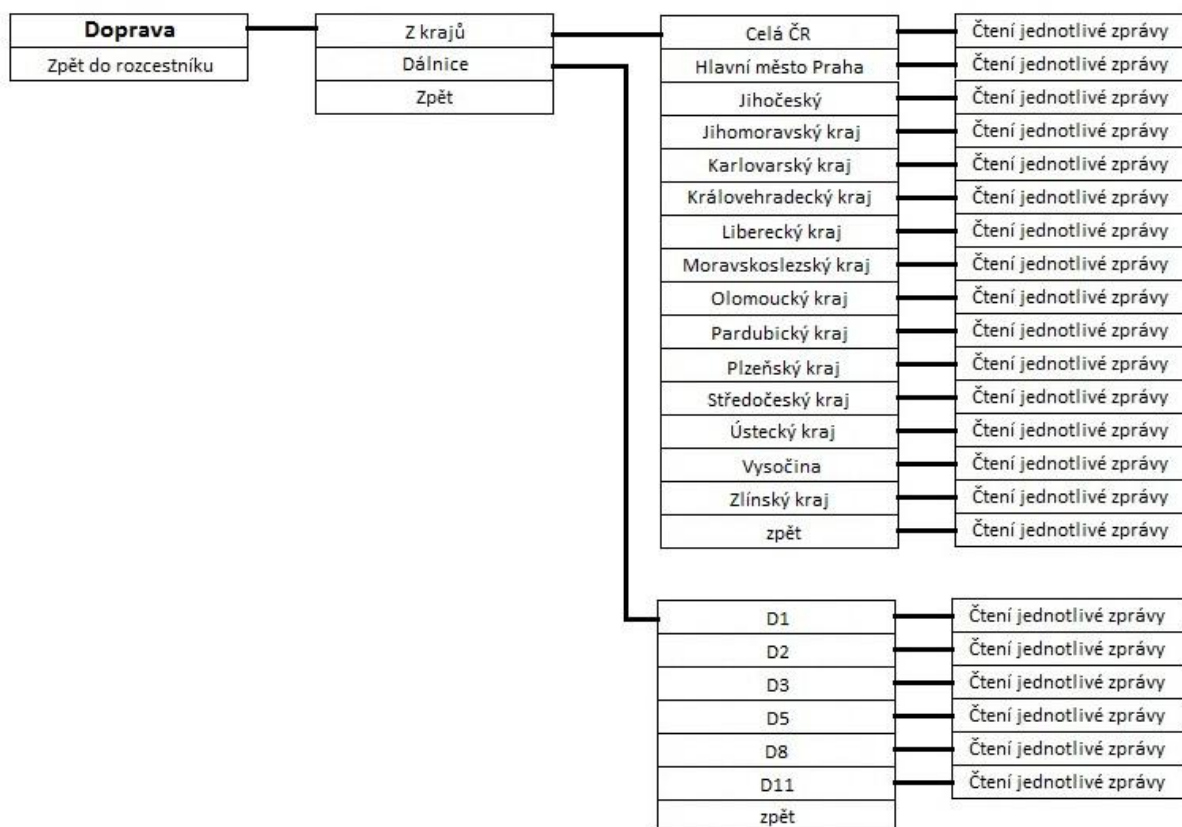 Doprava
Zpět do rozcestníku
Z krajů
Dálnice
Zpět
Celá ČR
Čtení jednotlivé zprávy
Hlavní město Praha
Čtení jednotlivé zprávy
Jihočeský
Čtení jednotlivé zprávy
Jihomoravský kraj
Čtení jednotlivé zprávy
Karlovarský kraj
Čtení jednotlivé zprávy
Královehradecký kraj
Čtení jednotlivé zprávy
Liberecký kraj
Čtení jednotlivé zprávy
Moravskoslezský kraj
Čtení jednotlivé zprávy
Olomoucký kraj
Čtení jednotlivé zprávy
Pardubický kraj
Čtení jednotlivé zprávy
Plzeňský kraj
Čtení jednotlivé zprávy
Středočeský kraj
Čtení jednotlivé zprávy
Ústecký kraj
Čtení jednotlivé zprávy
Vysočina
Čtení jednotlivé zprávy
Zlínský kraj
Čtení jednotlivé zprávy
zpět
Čtení jednotlivé zprávy
D1
Čtení jednotlivé zprávy
D2
Čtení jednotlivé zprávy
D3
Čtení jednotlivé zprávy
D5
Čtení jednotlivé zprávy
D8
Čtení jednotlivé zprávy
D11
Čtení jednotlivé zprávy
zpět